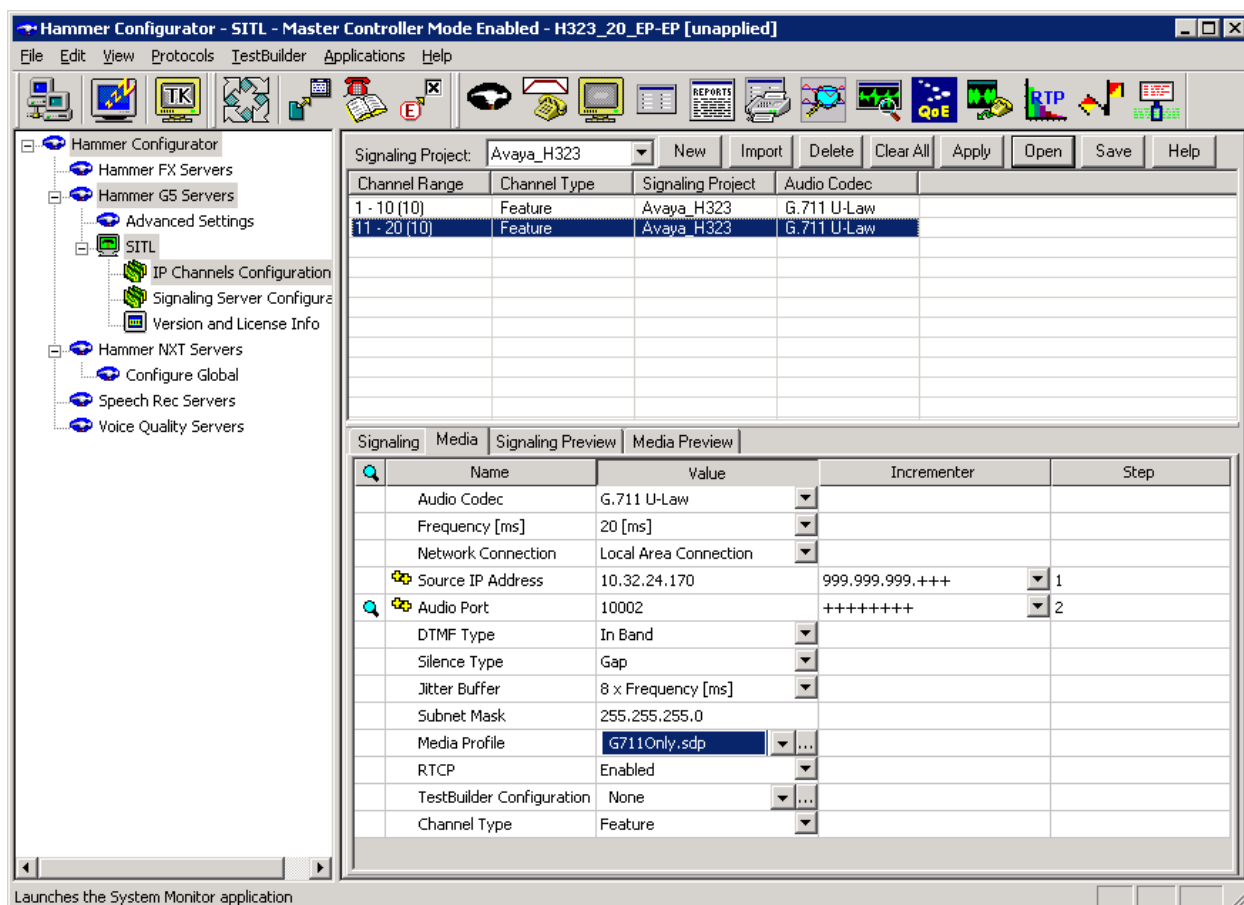 Hammer Configurator - SITL - Master Controller Mode Enabled - H323_20_EP-EP [unapplied]
File Edit View Protocols TestBuilder Applications Help
TK E REPORTS QoE RTP
Hammer Configurator
Hammer FX Servers
Hammer G5 Servers
Advanced Settings
SITL
IP Channels Configuration
Signaling Server Configura
Version and License Info
Hammer NXT Servers
Configure Global
Speech Rec Servers
Voice Quality Servers
Signaling Project: Avaya_H323 New Import Delete Clear All Apply Open Save Help
Channel Range Channel Type Signaling Project Audio Codec
1 - 10 (10) Feature Avaya_H323 G.711 U-Law
11 - 20 (10) Feature Avaya_H323 G.711 U-Law
Signaling Media Signaling Preview Media Preview
Name Value Incrementer Step
Audio Codec G.711 U-Law
Frequency [ms] 20 [ms]
Network Connection Local Area Connection
Source IP Address 10.32.24.170 999.999.999.+++ 1
Audio Port 10002 ++++++++ 2
DTMF Type In Band
Silence Type Gap
Jitter Buffer 8 x Frequency [ms]
Subnet Mask 255.255.255.0
Media Profile G711Only.sdp ...
RTCP Enabled
TestBuilder Configuration None ...
Channel Type Feature
Launches the System Monitor application